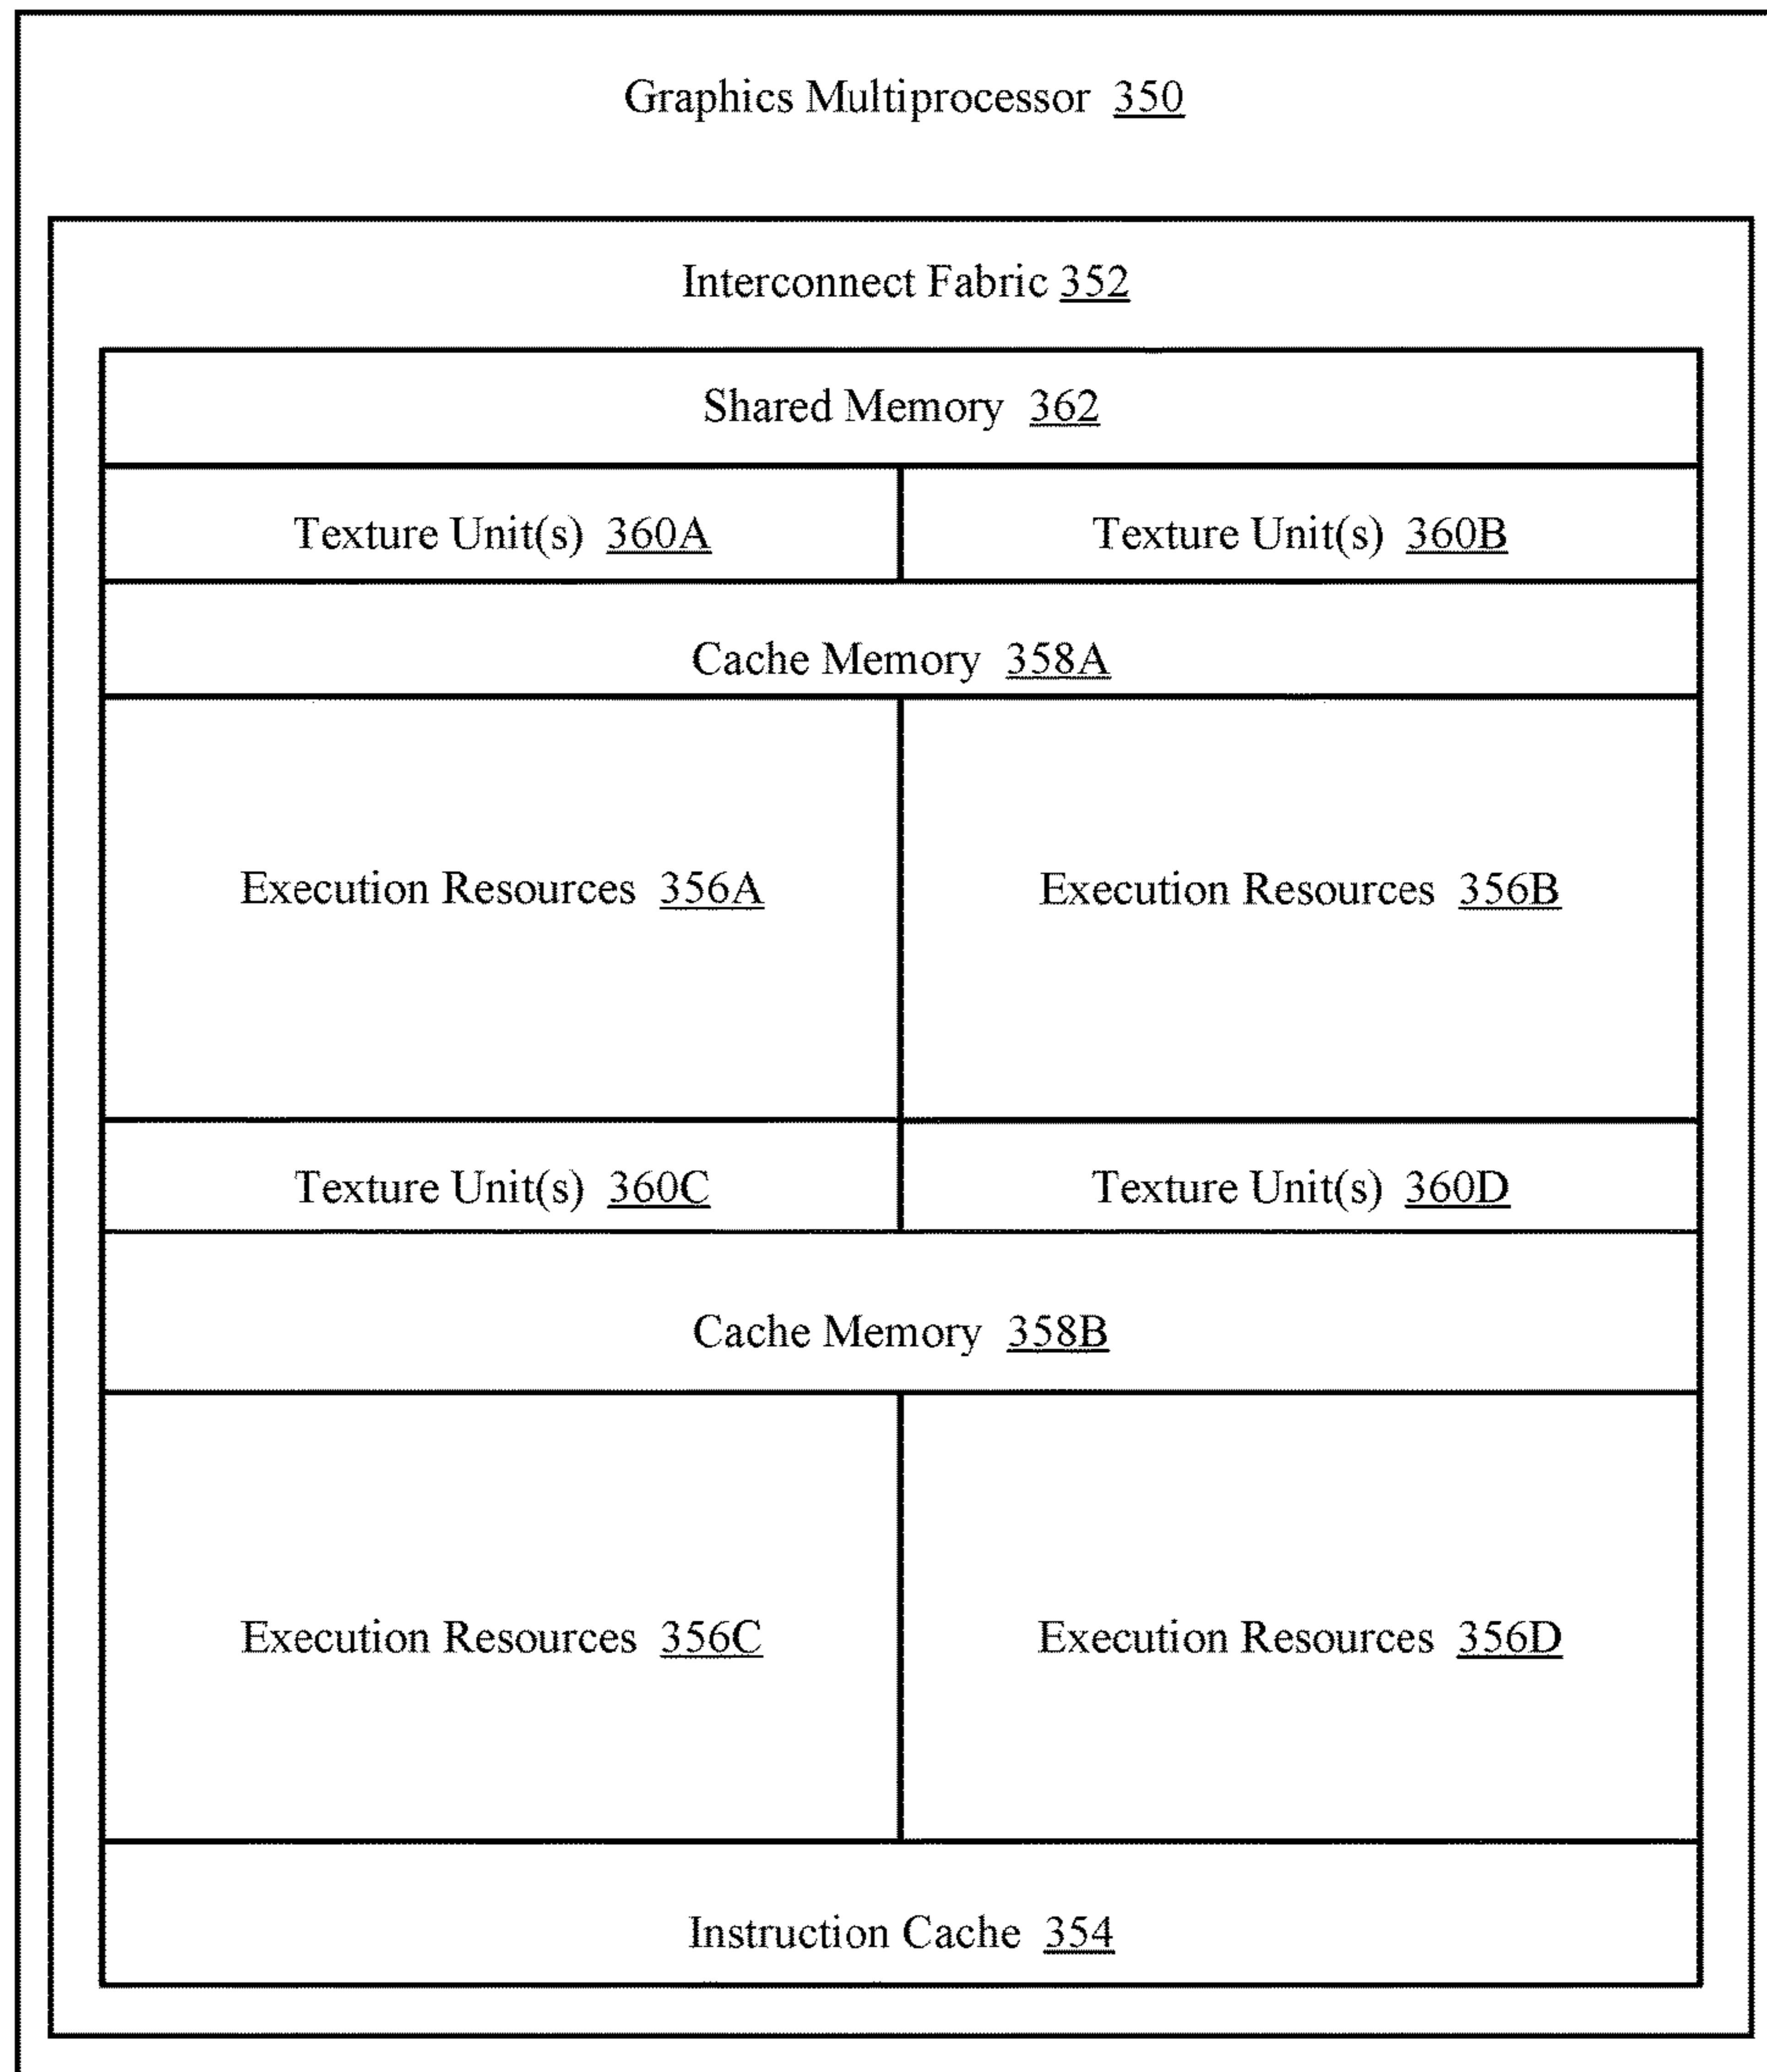 Graphics Multiprocessor 350
Interconnect Fabric 352
Shared Memory 362
Texture Unit(s) 360A
Texture Unit(s) 360B
Cache Memory 358A
Execution Resources 356A
Execution Resources 356B
Texture Unit(s) 360C
Texture Unit(s) 360D
Cache Memory 358B
Execution Resources 356C
Execution Resources 356D
Instruction Cache 354